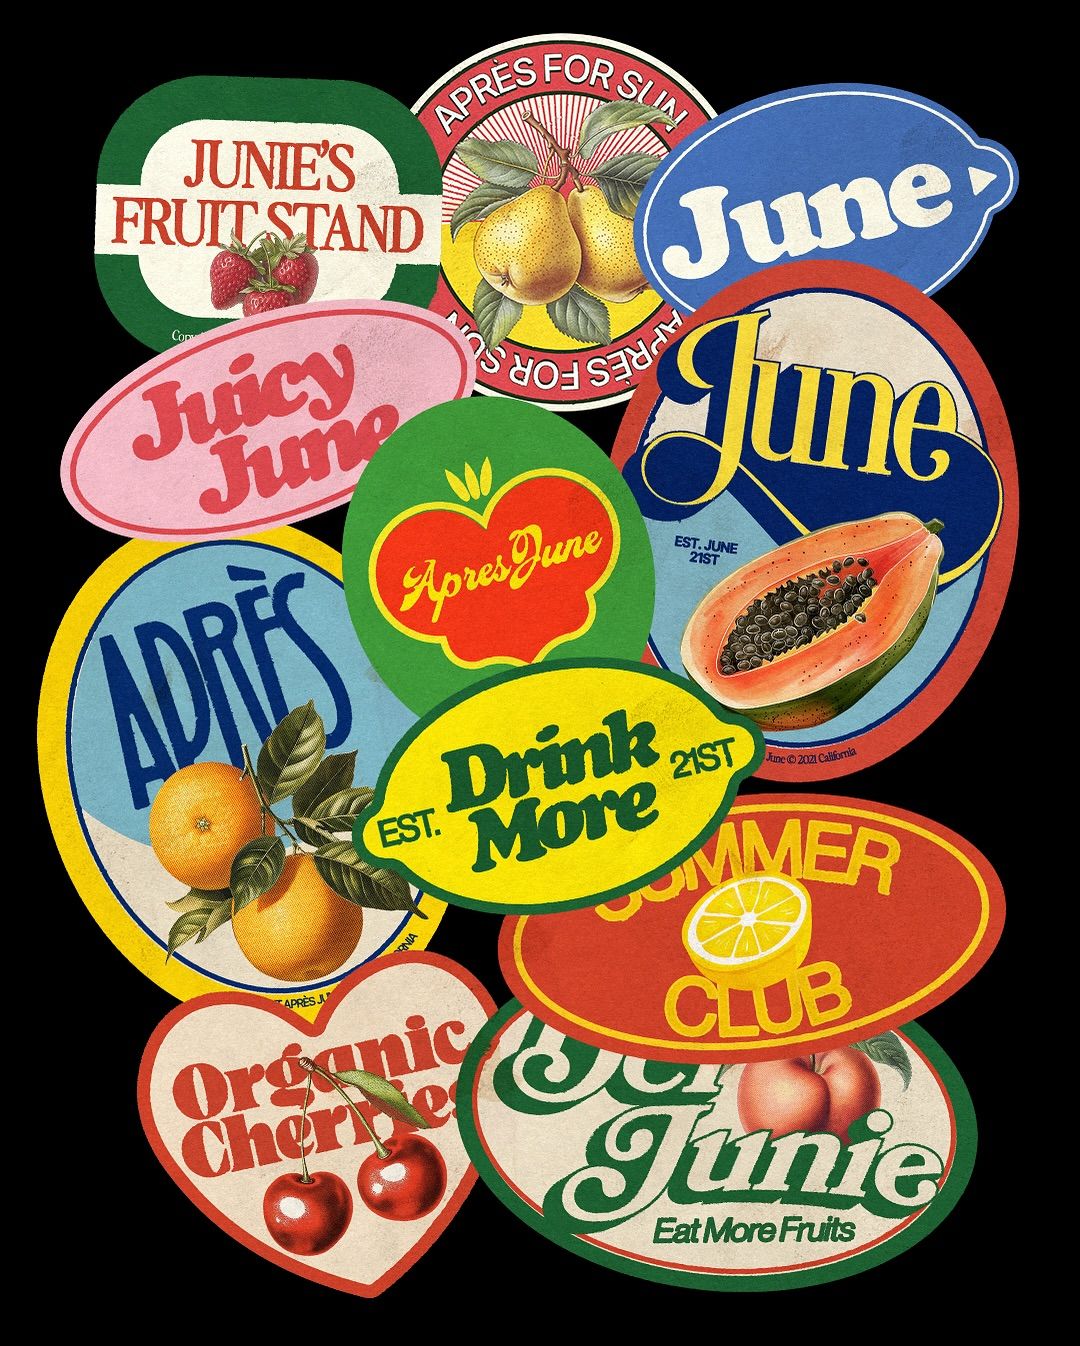 JUNIE'S
FRUIT STAND
APRÈS FOR SUN
APRÈS FOR SUN
June
Juicy
June
June
EST. JUNE
21ST
June © 2021 California
Apres June
APRÈS
APRÈS
Drink
More
EST.
21ST
SUMMER
CLUB
Organic
Cherries
Junie
Eat More Fruits